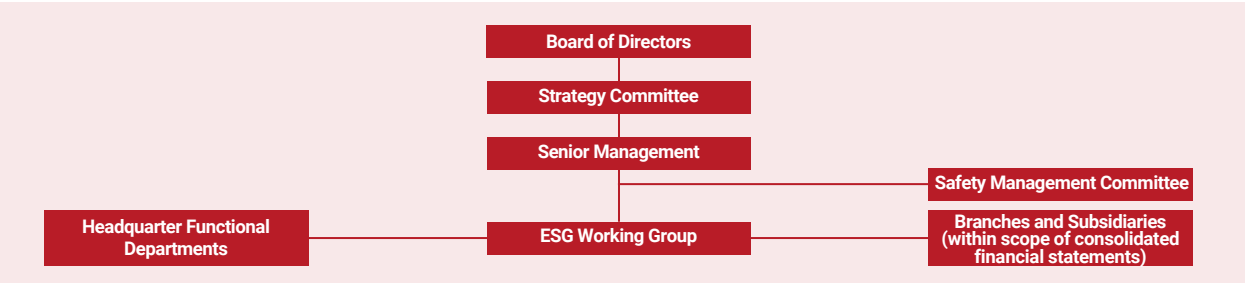 Board of Directors
Strategy Committee
Senior Management
Safety Management Committee
Headquarter Functional
Departments
ESG Working Group
Branches and Subsidiaries
(within scope of consolidated
financial statements)